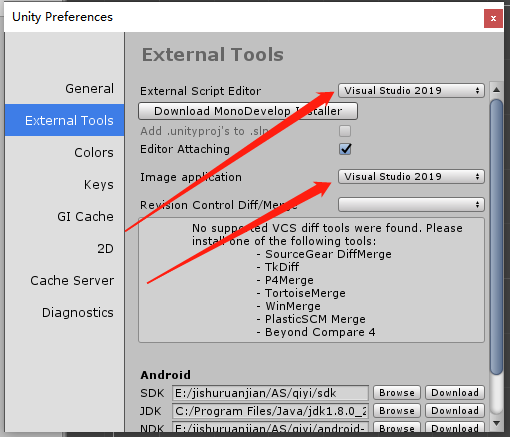 Unity Preferences
x
External Tools
General
External Tools
Colors
Keys
GI Cache
2D
Cache Server
Diagnostics
External Script Editor
Visual Studio 2019
Download MonoDevelop Installer
Add .unityproj's to .sln
Editor Attaching
Image application
Visual Studio 2019
Revision Control Diff/Merge
No supported VCS diff tools were found. Please
install one of the following tools:
- SourceGear DiffMerge
- TkDiff
- P4Merge
- TortoiseMerge
- WinMerge
- PlasticSCM Merge
- Beyond Compare 4
Android
SDK E:/jishuruanjian/AS/qiyi/sdk Browse Download
JDK C:/Program Files/Java/jdk1.8.0_2 Browse Download
NDK E:/jishuruanjian/AS/qiyi/android- Browse Download